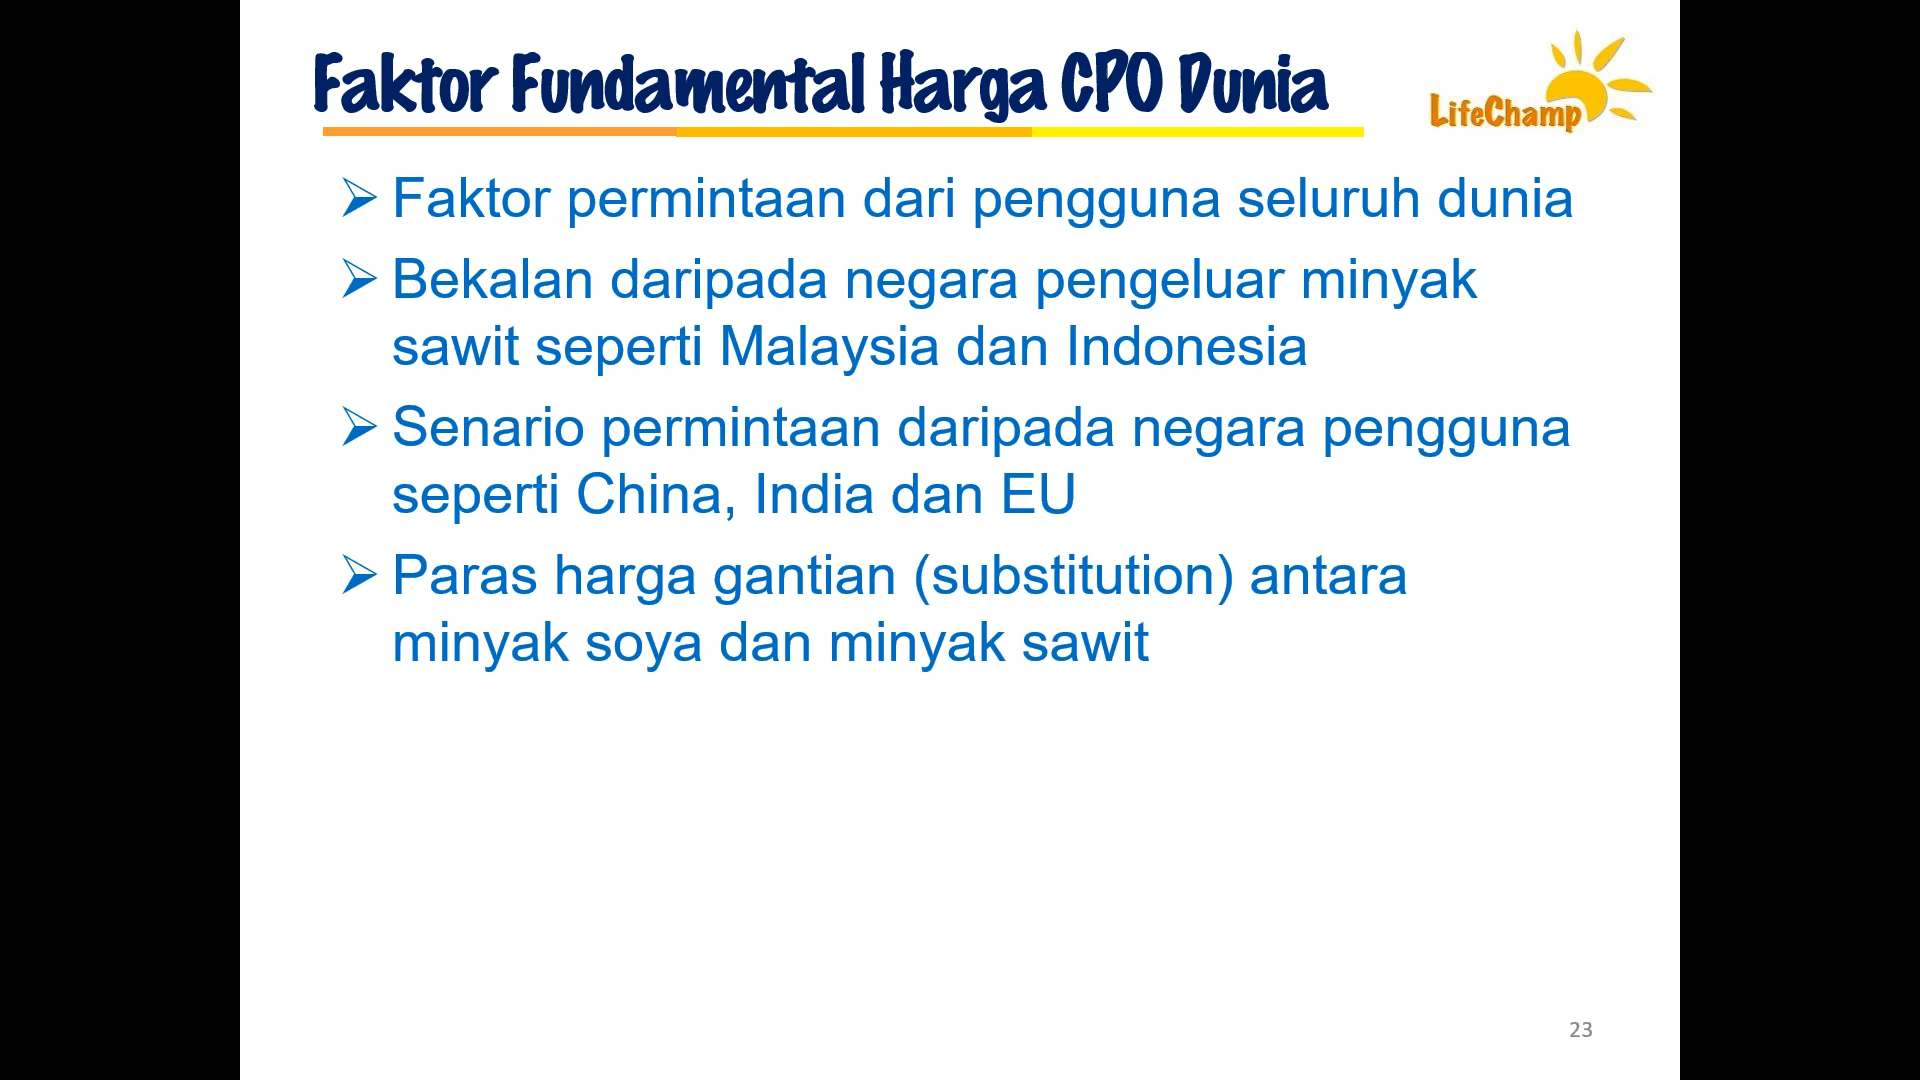 Faktor Fundamental Harga CPO Dunia
LifeChamp
➢ Faktor permintaan dari pengguna seluruh dunia
➢ Bekalan daripada negara pengeluar minyak
sawit seperti Malaysia dan Indonesia
➢ Senario permintaan daripada negara pengguna
seperti China, India dan EU
➢ Paras harga gantian (substitution) antara
minyak soya dan minyak sawit
23